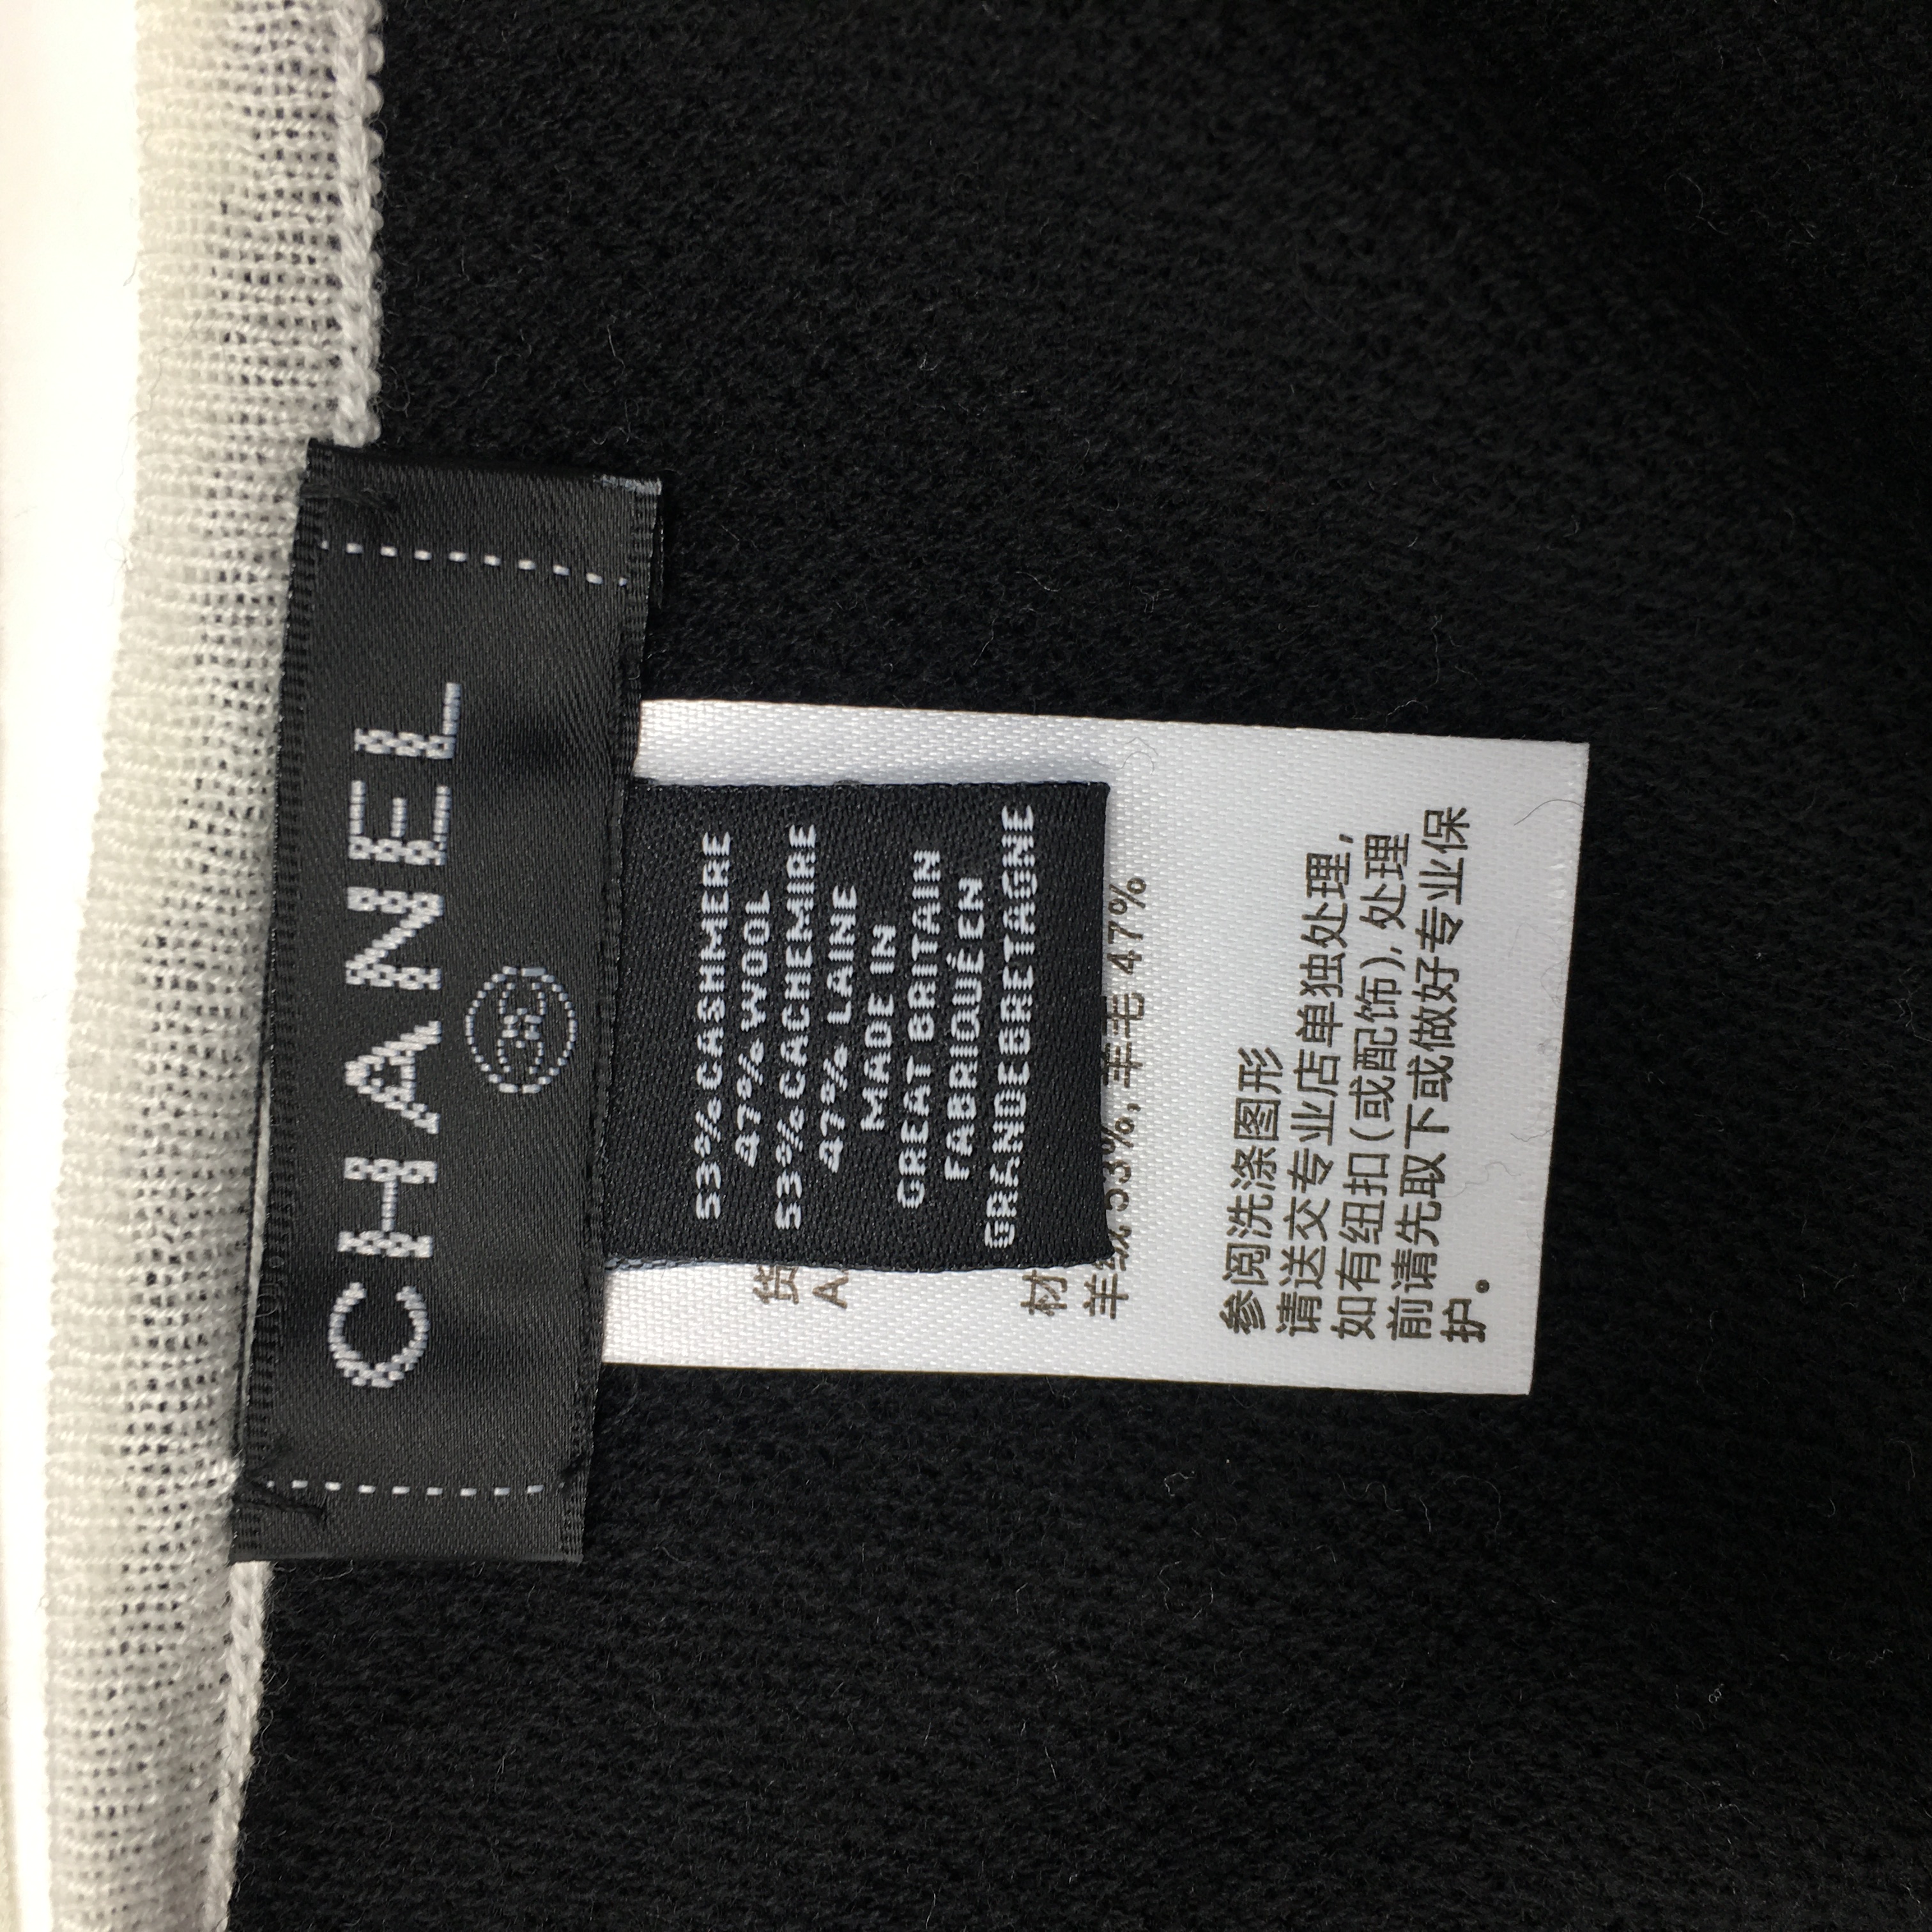 CHANEL
53% CASHMERE
47% WOOL
53% CACHEMIRE
47% LAINE
MADE IN
GREAT BRITAIN
FABRIQUÉ EN
GRANDE BRETAGNE
货
A
材
羊绒 53%, 羊毛 47%
参阅洗涤图形
请送交专业店单独处理,
如有纽扣(或配饰),处理
前请先取下或做好专业保
护。